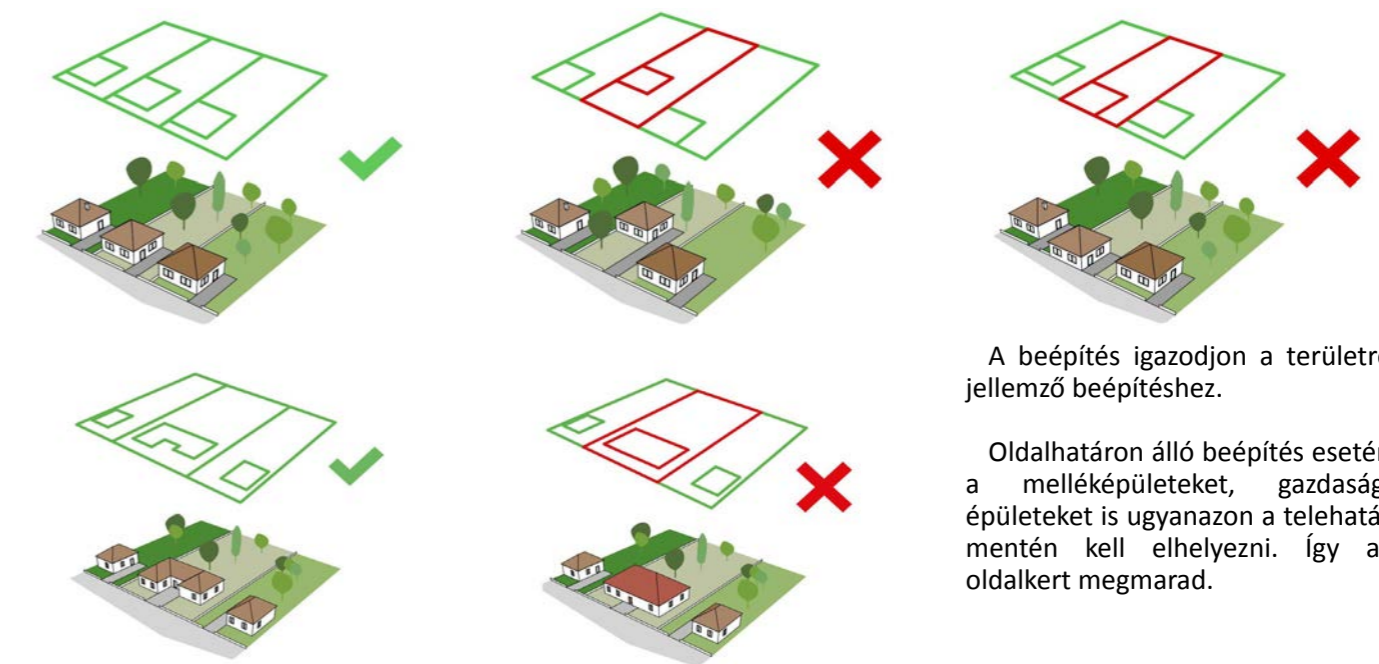 A beépítés igazodjon a területre
jellemző beépítéshez.
Oldalhatáron álló beépítés esetén
a melléképületeket, gazdaság
épületeket is ugyanazon a telehatá
mentén kell elhelyezni. Így a
oldalkert megmarad.